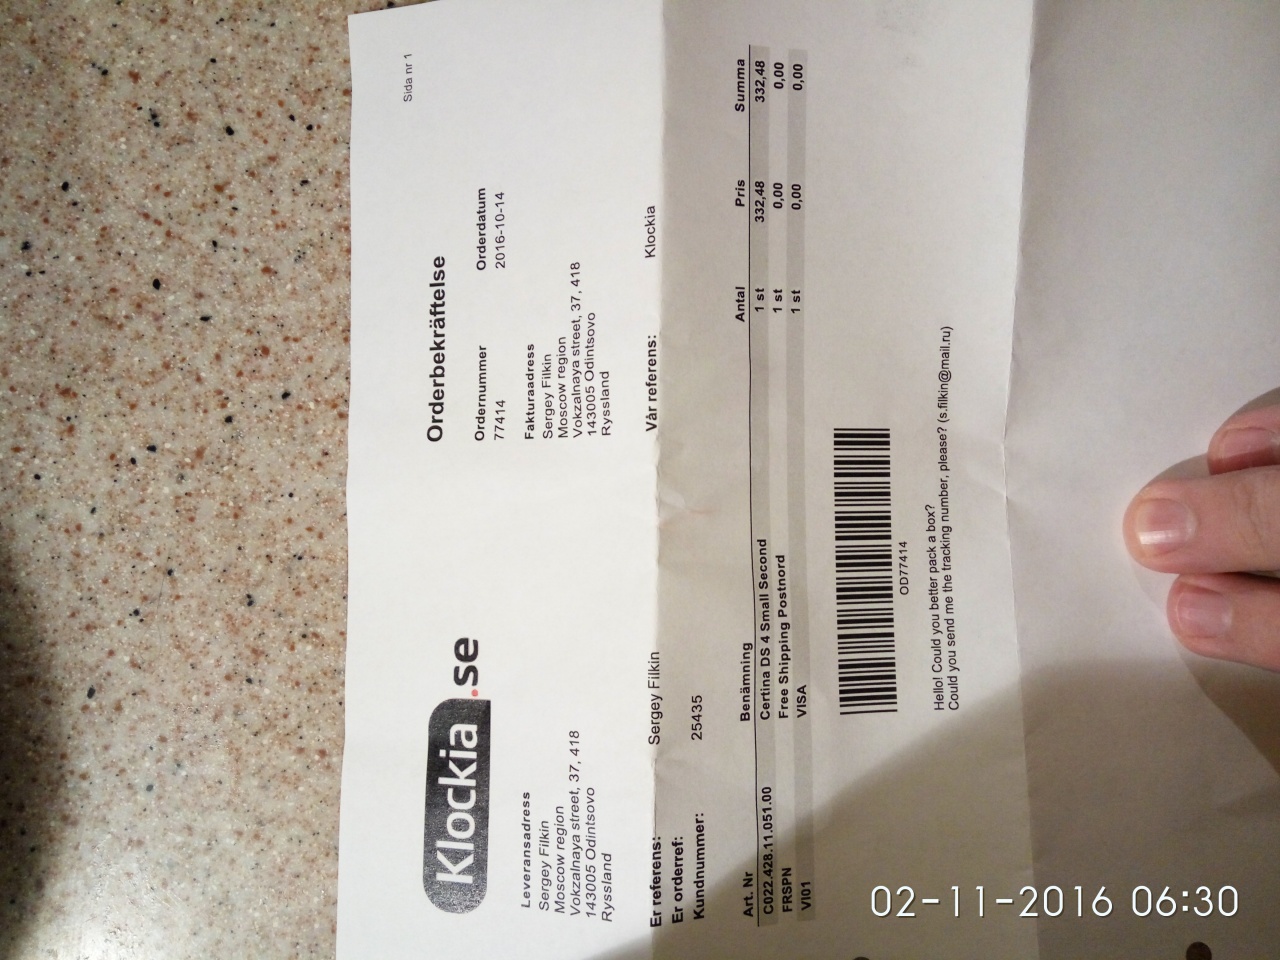 Sida nr 1
Klockia.se
Orderbekräftelse
Ordernummer Orderdatum
77414 2016-10-14
Leveransadress
Sergey Filkin
Moscow region
Vokzalnaya street, 37, 418
143005 Odintsovo
Ryssland
Fakturaadress
Sergey Filkin
Moscow region
Vokzalnaya street, 37, 418
143005 Odintsovo
Ryssland
Er referens: Sergey Filkin Vår referens: Klockia
Er orderref:
Kundnummer: 25435
Art. Nr Benämning Antal Pris Summa
C022.428.11.051.00 Certina DS 4 Small Second 1 st 332,48 332,48
FRSPN Free Shipping Postnord 1 st 0,00 0,00
VI01 VISA 1 st 0,00 0,00
OD77414
Hello! Could you better pack a box?
Could you send me the tracking number, please? (s.filkin@mail.ru)
02-11-2016 06:30